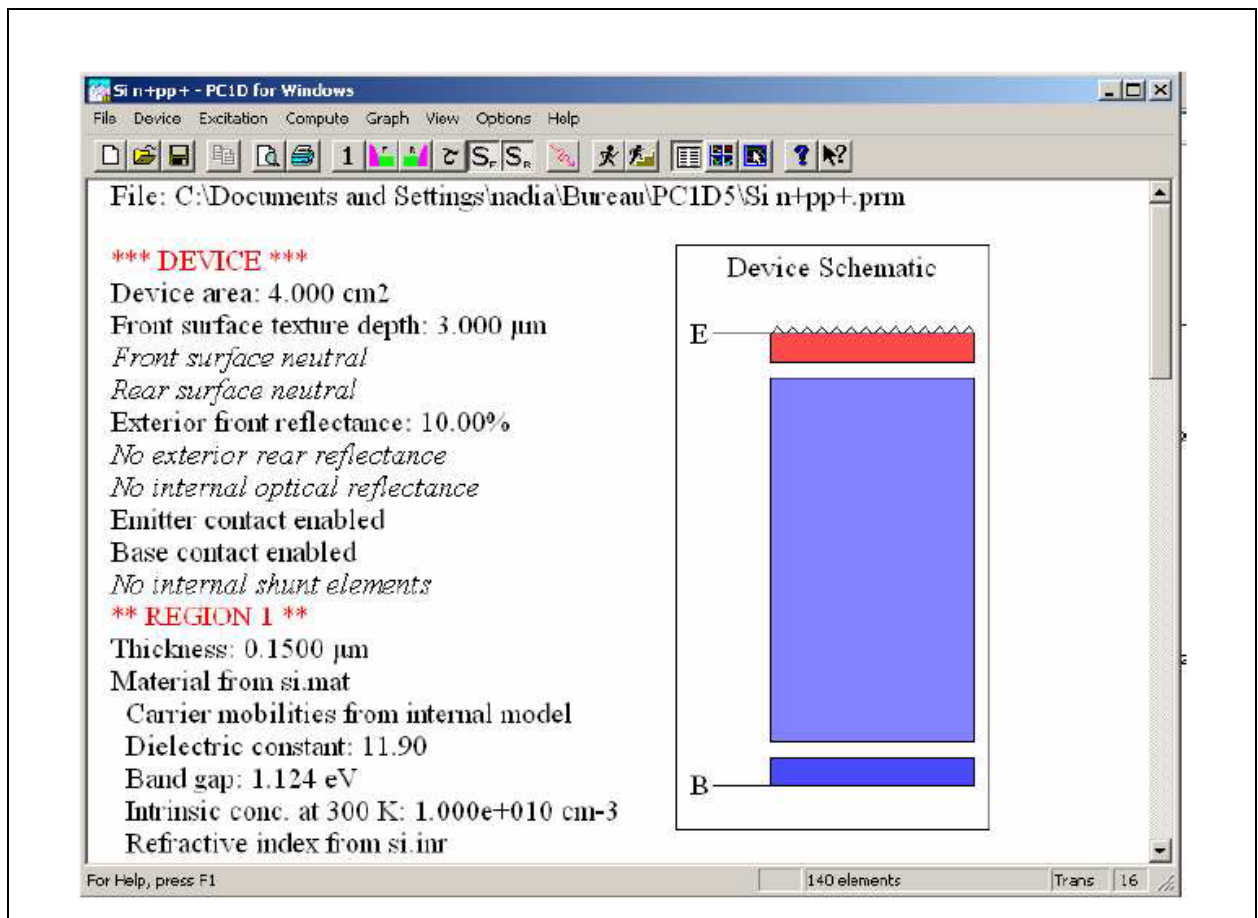 Si n+pp+ - PC1D for Windows
File Device Excitation Compute Graph View Options Help
1 τ SF SR
File: C:\Documents and Settings\nadia\Bureau\PC1D5\Si n+pp+.prm
*** DEVICE ***
Device area: 4.000 cm2
Front surface texture depth: 3.000 µm
Front surface neutral
Rear surface neutral
Exterior front reflectance: 10.00%
No exterior rear reflectance
No internal optical reflectance
Emitter contact enabled
Base contact enabled
No internal shunt elements
** REGION 1 **
Thickness: 0.1500 µm
Material from si.mat
Carrier mobilities from internal model
Dielectric constant: 11.90
Band gap: 1.124 eV
Intrinsic conc. at 300 K: 1.000e+010 cm-3
Refractive index from si.inr
Device Schematic
E
B
For Help, press F1
140 elements
Trans 16